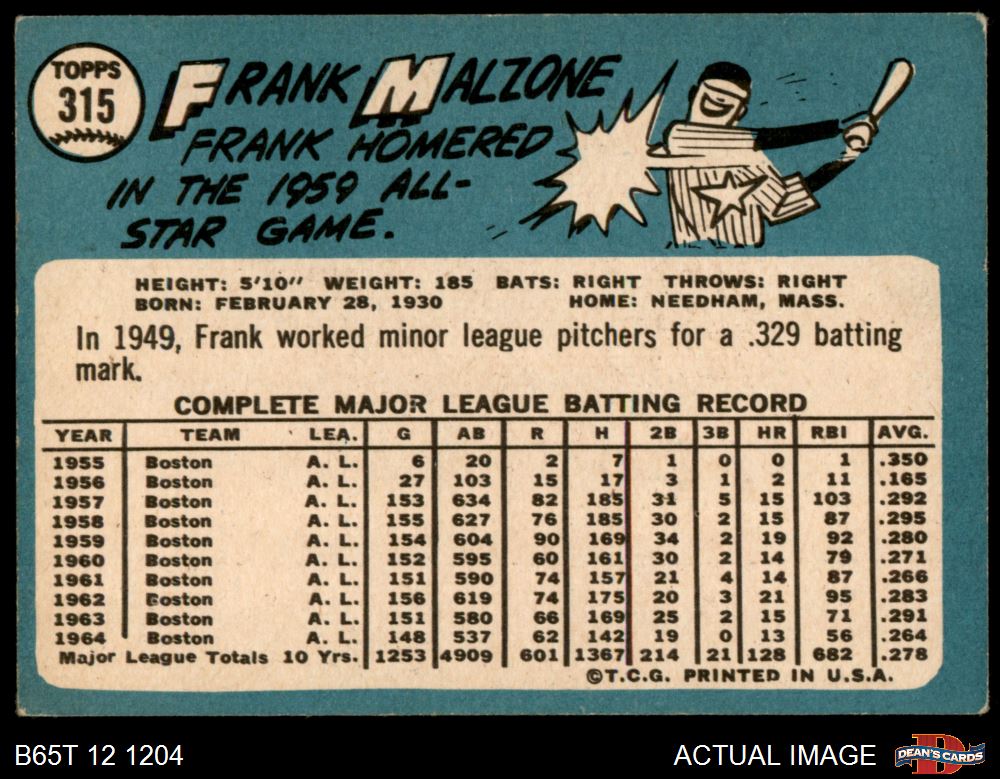 TOPPS
315
FRANK MALZONE
FRANK HOMERED
IN THE 1959 ALL-
STAR GAME.
HEIGHT: 5'10" WEIGHT: 185 BATS: RIGHT THROWS: RIGHT
BORN: FEBRUARY 28, 1930 HOME: NEEDHAM, MASS.
In 1949, Frank worked minor league pitchers for a .329 batting
mark.
COMPLETE MAJOR LEAGUE BATTING RECORD
YEAR TEAM LEA. G AB R H 2B 3B HR RBI AVG.
1955 Boston A. L. 6 20 2 7 1 0 0 1 .350
1956 Boston A. L. 27 103 15 17 3 1 2 11 .165
1957 Boston A. L. 153 634 82 185 31 5 15 103 .292
1958 Boston A. L. 155 627 76 185 30 2 15 87 .295
1959 Boston A. L. 154 604 90 169 34 2 19 92 .280
1960 Boston A. L. 152 595 60 161 30 2 14 79 .271
1961 Boston A. L. 151 590 74 157 21 4 14 87 .266
1962 Boston A. L. 156 619 74 175 20 3 21 95 .283
1963 Boston A. L. 151 580 66 169 25 2 15 71 .291
1964 Boston A. L. 148 537 62 142 19 0 13 56 .264
Major League Totals 10 Yrs. 1253 4909 601 1367 214 21 128 682 .278
©T.C.G. PRINTED IN U.S.A.
B65T 12 1204 ACTUAL IMAGE DEAN'S CARDS